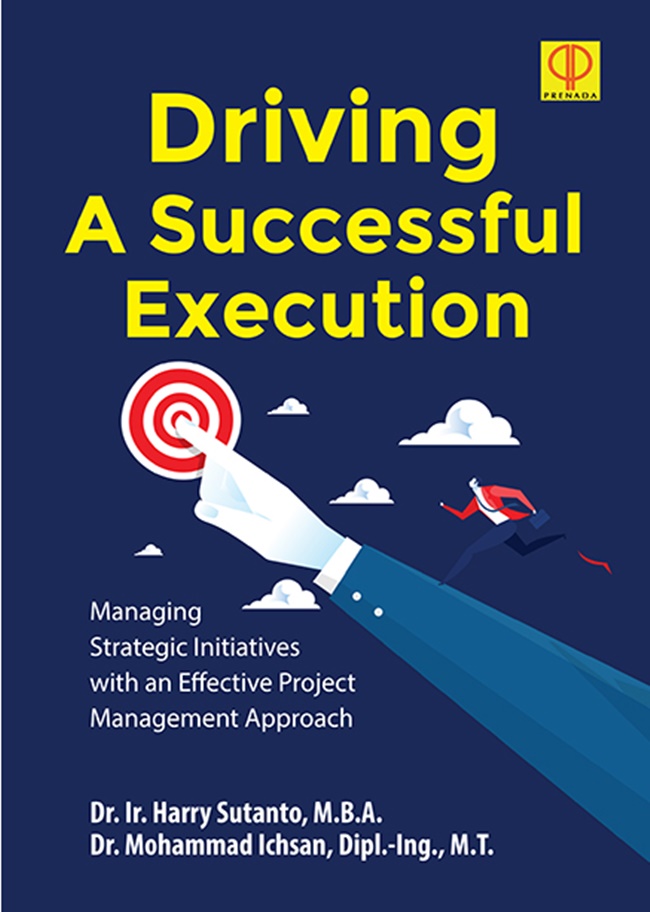 PRENADA
Driving
A Successful
Execution
Managing
Strategic Initiatives
with an Effective Project
Management Approach
Dr. Ir. Harry Sutanto, M.B.A.
Dr. Mohammad Ichsan, Dipl.-Ing., M.T.